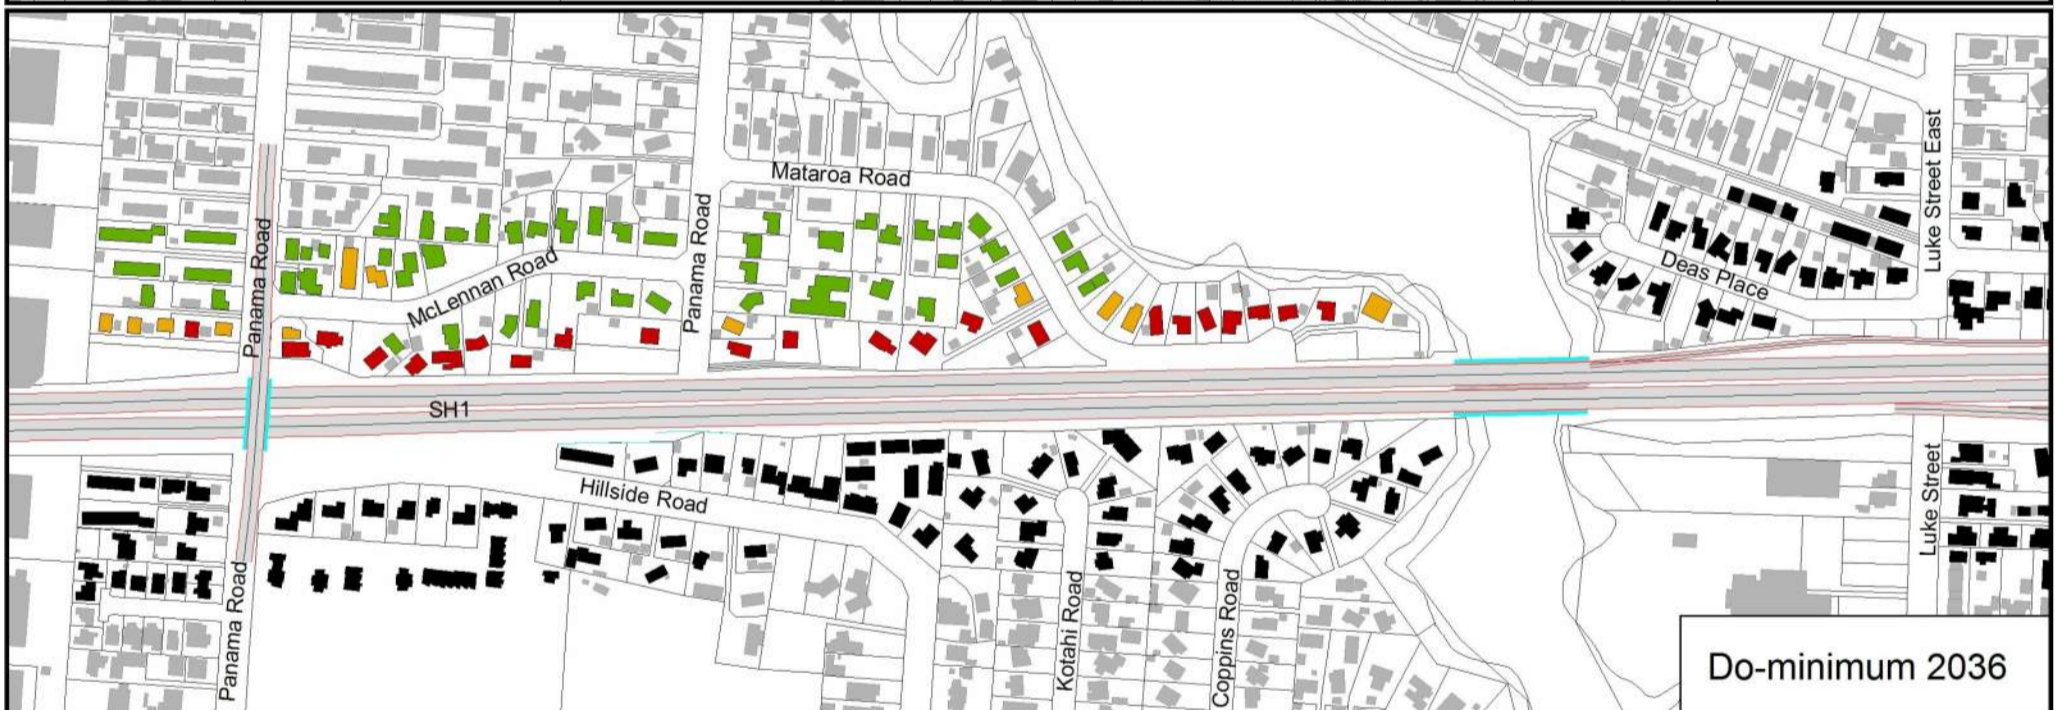 Mataroa Road
Luke Street East
Panama Road
Panama Road
McLennan Road
Deas Place
SH1
Hillside Road
Luke Street
Panama Road
Kotahi Road
Coppins Road
Do-minimum 2036